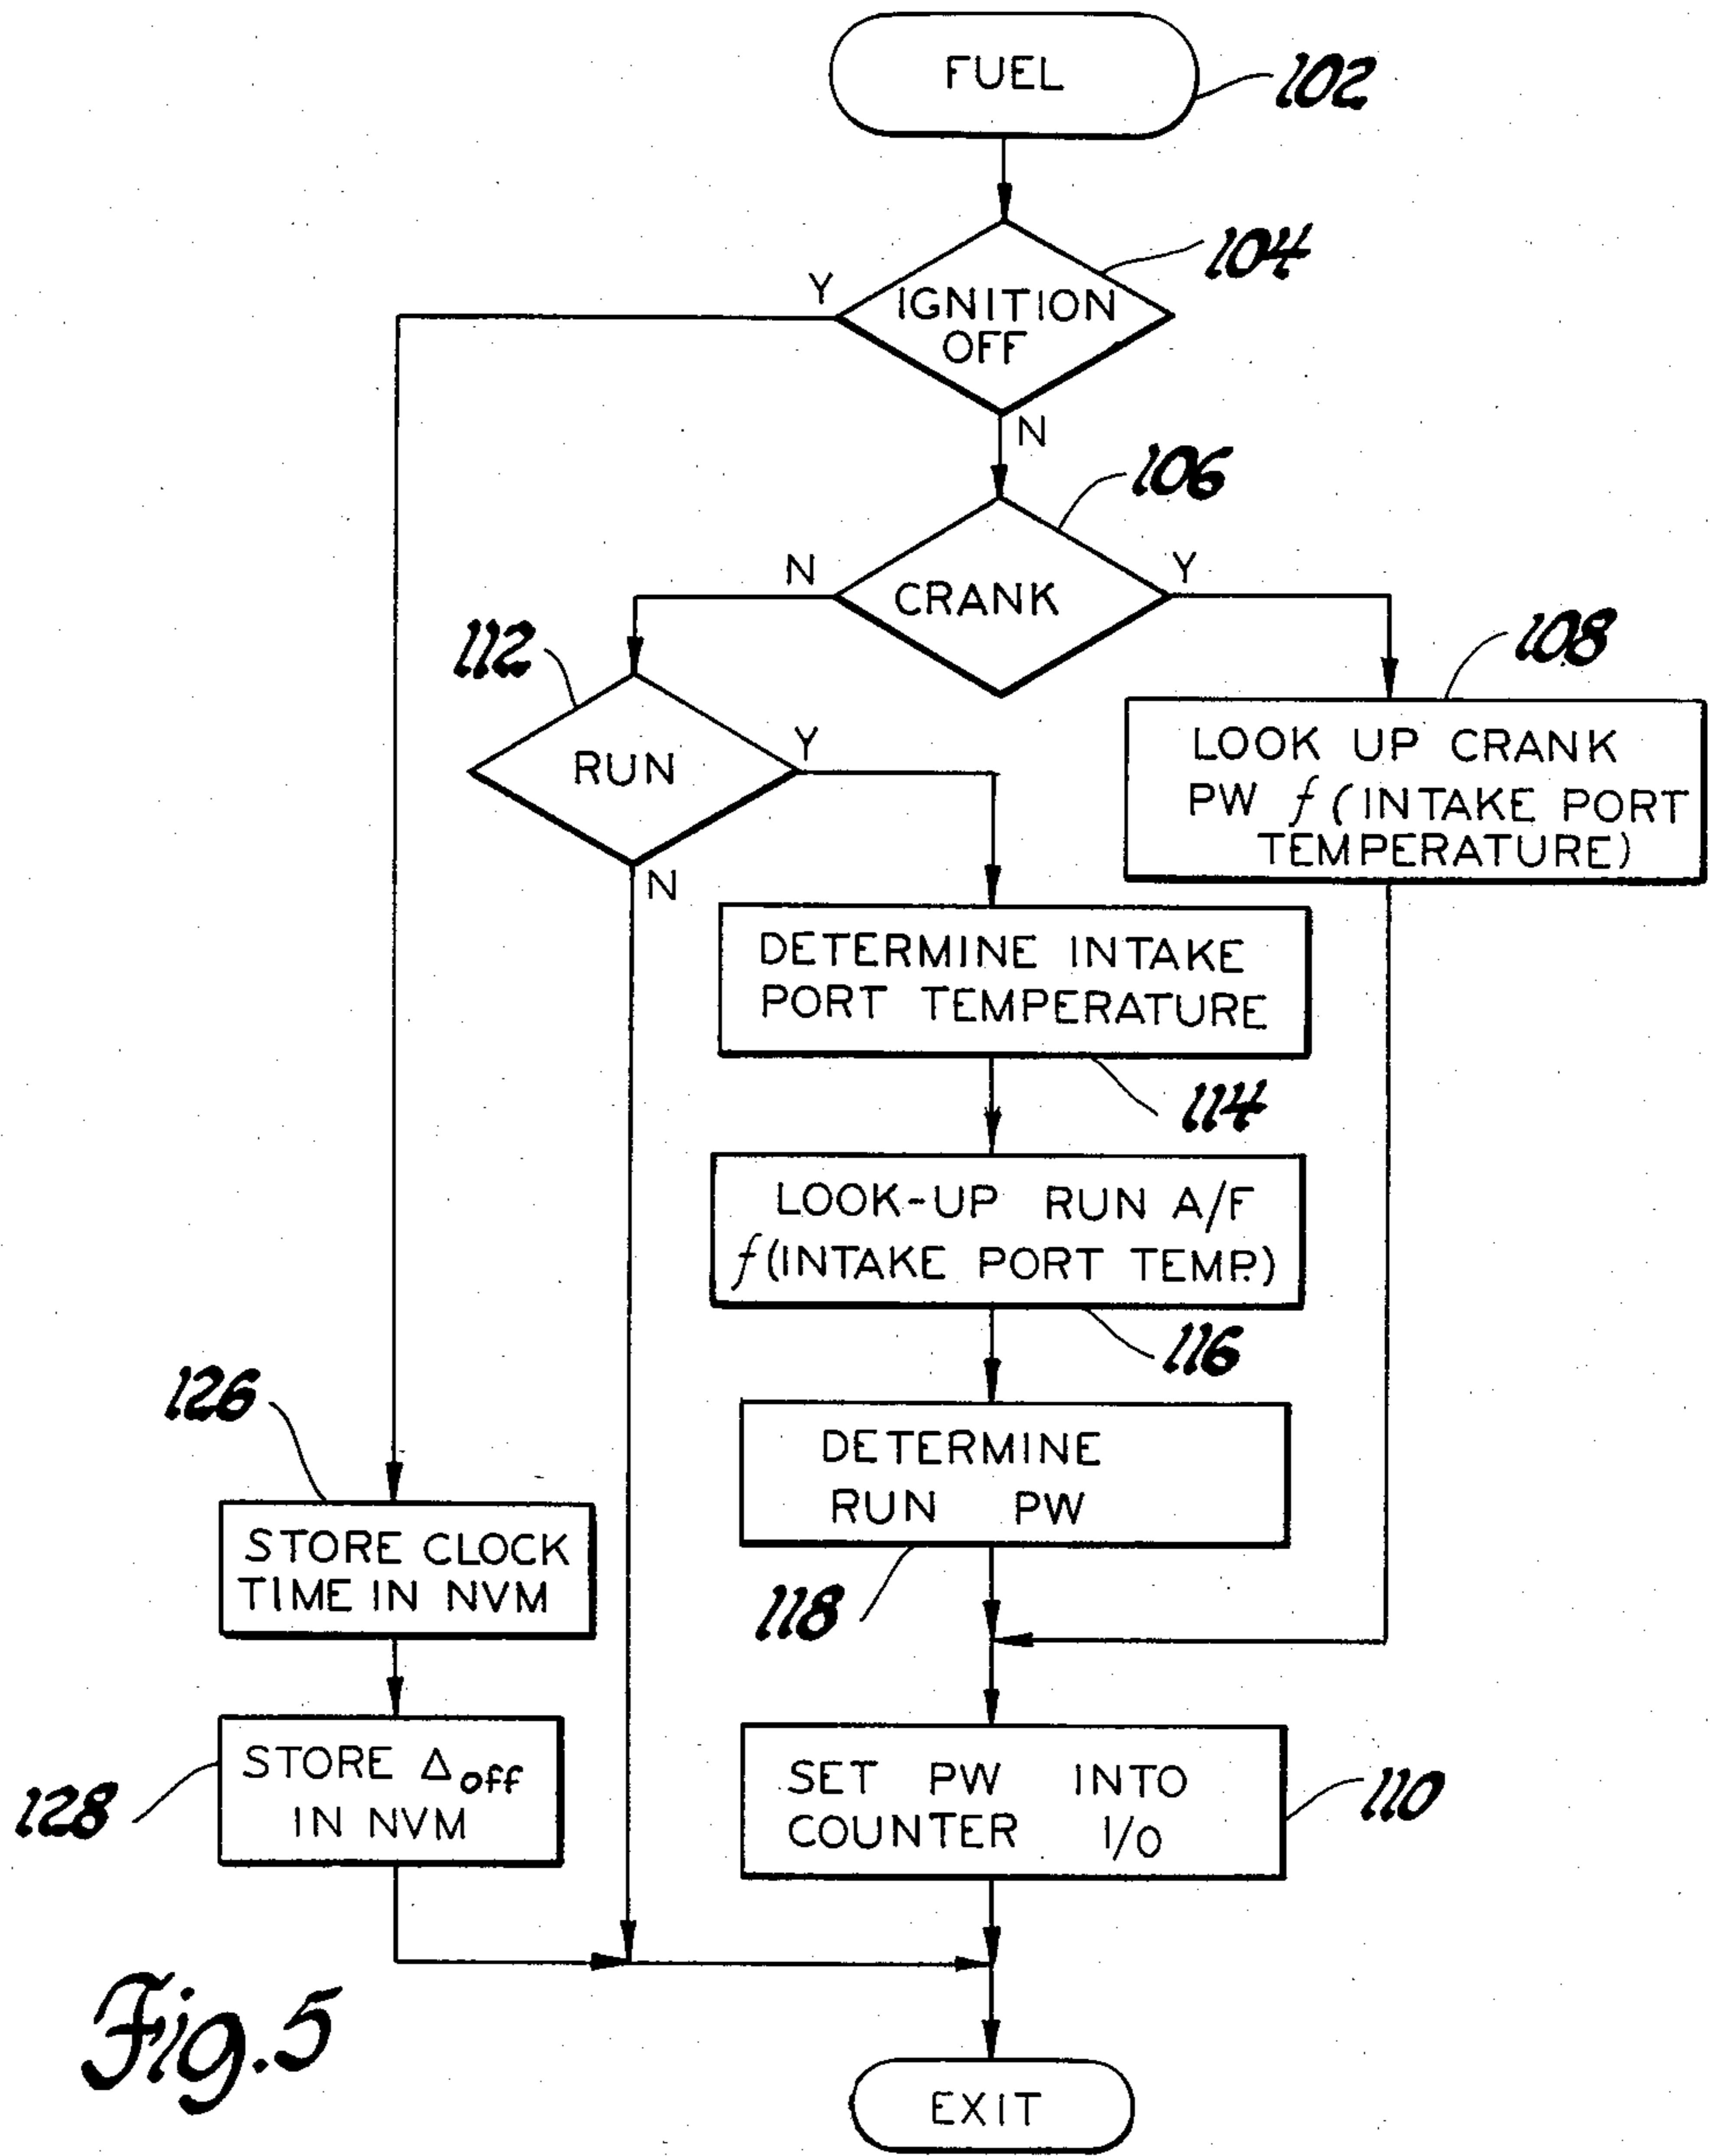 FUEL
102
104
Y
IGNITION
OFF
N
106
N
CRANK
Y
112
108
RUN
Y
LOOK UP CRANK
PW f (INTAKE PORT
TEMPERATURE)
N
DETERMINE INTAKE
PORT TEMPERATURE
114
LOOK-UP RUN A/F
f (INTAKE PORT TEMP.)
116
126
DETERMINE
RUN PW
STORE CLOCK
TIME IN NVM
118
STORE Δoff
IN NVM
128
SET PW INTO
COUNTER I/O
110
Fig. 5
EXIT